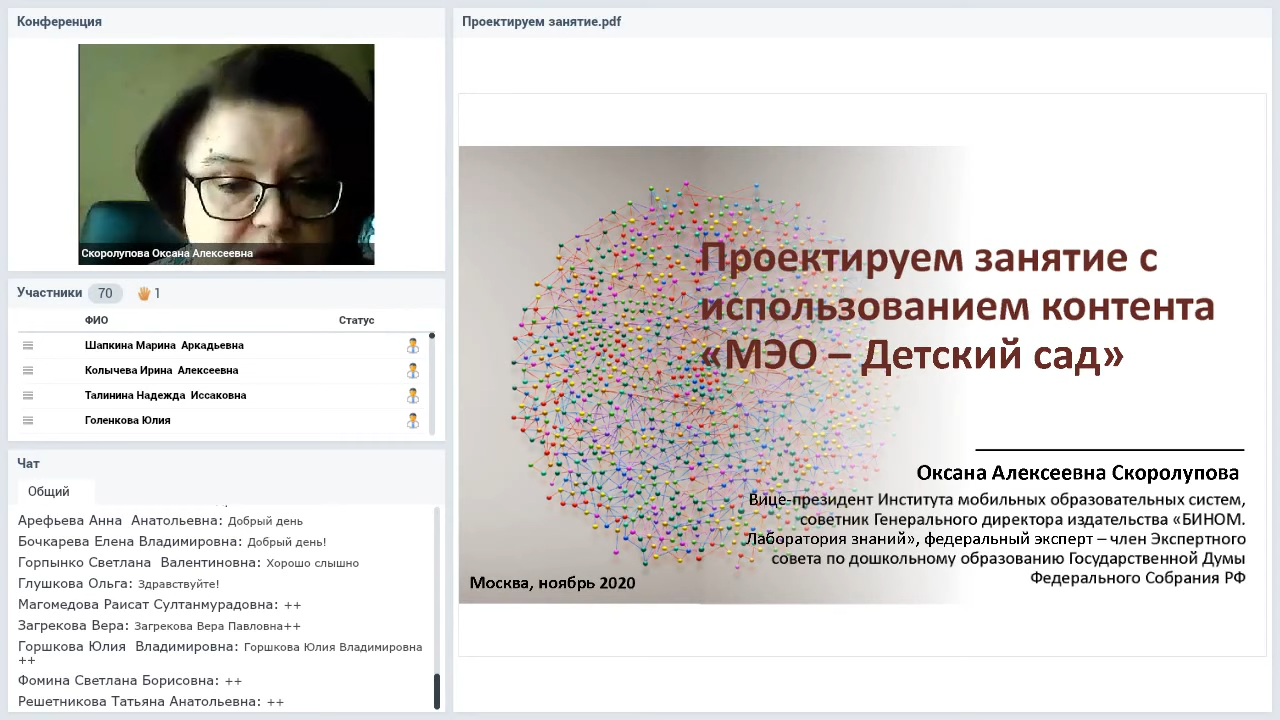 Конференция
Скоролупова Оксана Алексеевна
Участники 70 1
ФИО Статус
Шапкина Марина Аркадьевна
Колычева Ирина Алексеевна
Талинина Надежда Иссаковна
Голенкова Юлия
Чат
Общий
Арефьева Анна Анатольевна: Добрый день
Бочкарева Елена Владимировна: Добрый день!
Горпынко Светлана Валентиновна: Хорошо слышно
Глушкова Ольга: Здравствуйте!
Магомедова Раисат Султанмурадовна: ++
Загрекова Вера: Загрекова Вера Павловна++
Горшкова Юлия Владимировна: Горшкова Юлия Владимировна
++
Фомина Светлана Борисовна: ++
Решетникова Татьяна Анатольевна: ++
Проектируем занятие.pdf
Проектируем занятие с
использованием контента
«МЭО – Детский сад»
Оксана Алексеевна Скоролупова
Вице-президент Института мобильных образовательных систем,
советник Генерального директора издательства «БИНОМ.
Лаборатория знаний», федеральный эксперт – член Экспертного
совета по дошкольному образованию Государственной Думы
Федерального Собрания РФ
Москва, ноябрь 2020